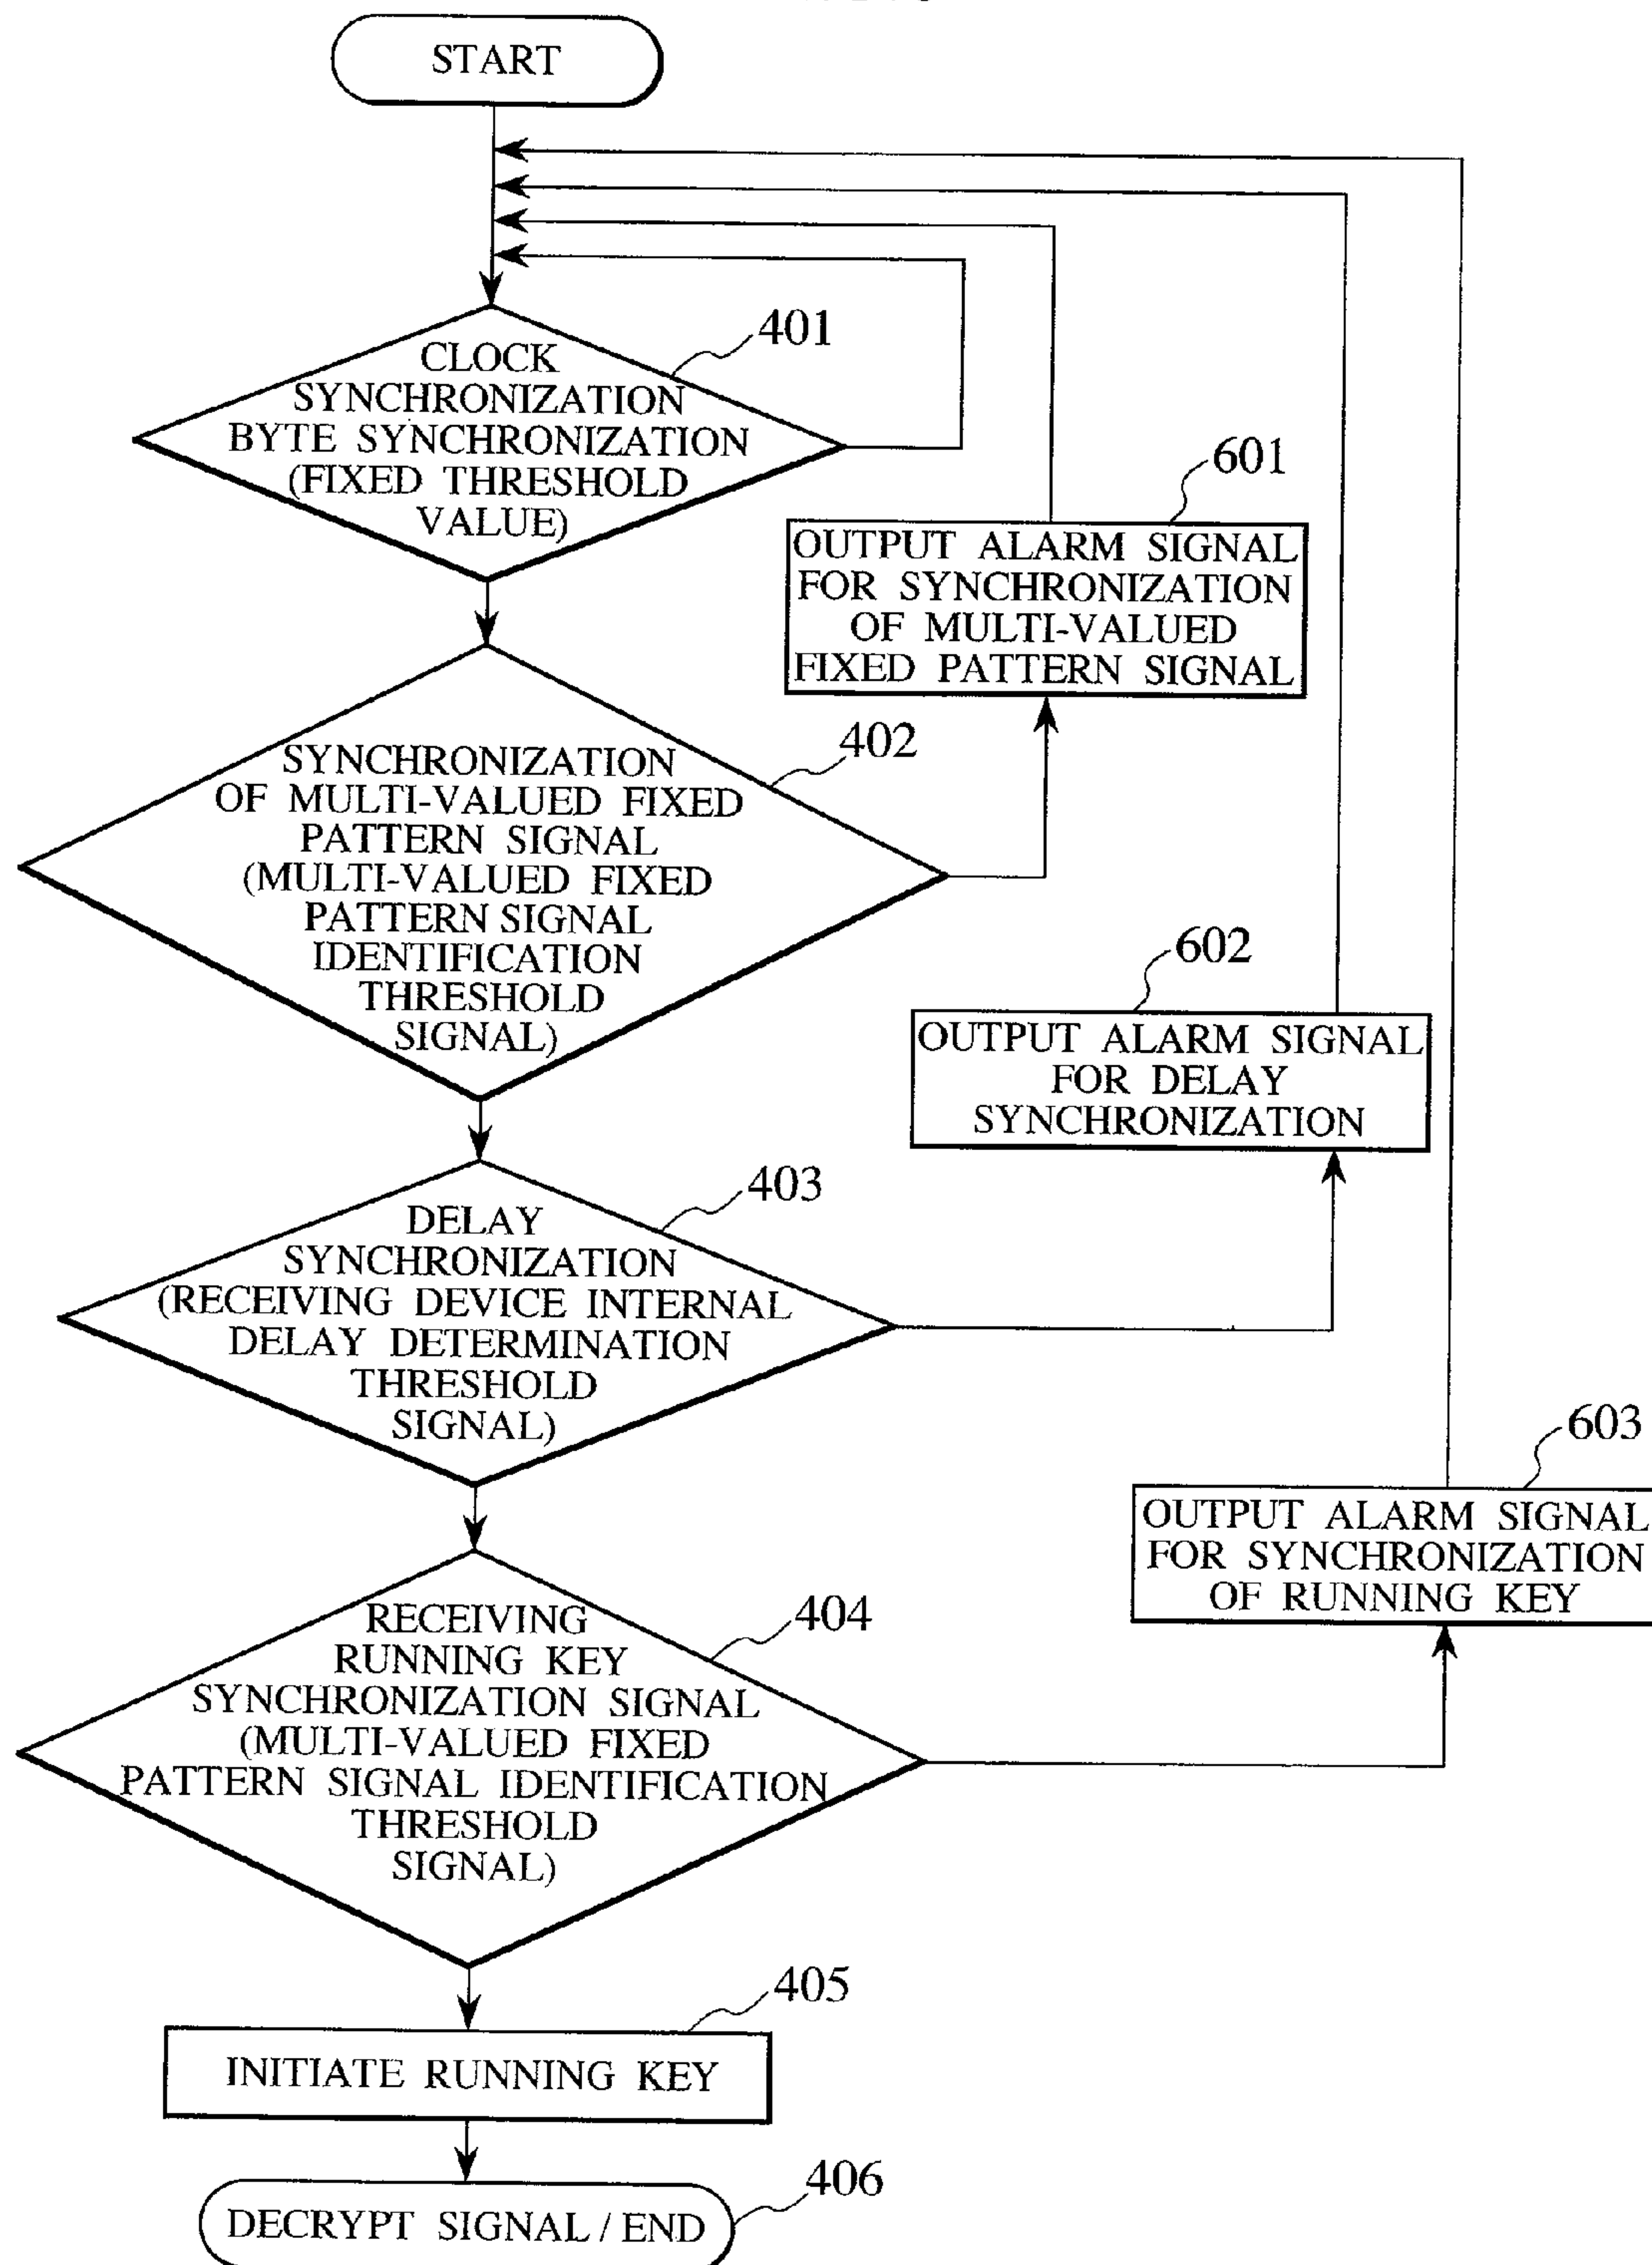 START
401
CLOCK
SYNCHRONIZATION
BYTE SYNCHRONIZATION
(FIXED THRESHOLD
VALUE)
601
OUTPUT ALARM SIGNAL
FOR SYNCHRONIZATION
OF MULTI-VALUED
FIXED PATTERN SIGNAL
402
SYNCHRONIZATION
OF MULTI-VALUED FIXED
PATTERN SIGNAL
(MULTI-VALUED FIXED
PATTERN SIGNAL
IDENTIFICATION
THRESHOLD
SIGNAL)
602
OUTPUT ALARM SIGNAL
FOR DELAY
SYNCHRONIZATION
403
DELAY
SYNCHRONIZATION
(RECEIVING DEVICE INTERNAL
DELAY DETERMINATION
THRESHOLD
SIGNAL)
603
OUTPUT ALARM SIGNAL
FOR SYNCHRONIZATION
OF RUNNING KEY
404
RECEIVING
RUNNING KEY
SYNCHRONIZATION SIGNAL
(MULTI-VALUED FIXED
PATTERN SIGNAL IDENTIFICATION
THRESHOLD
SIGNAL)
405
INITIATE RUNNING KEY
406
DECRYPT SIGNAL / END